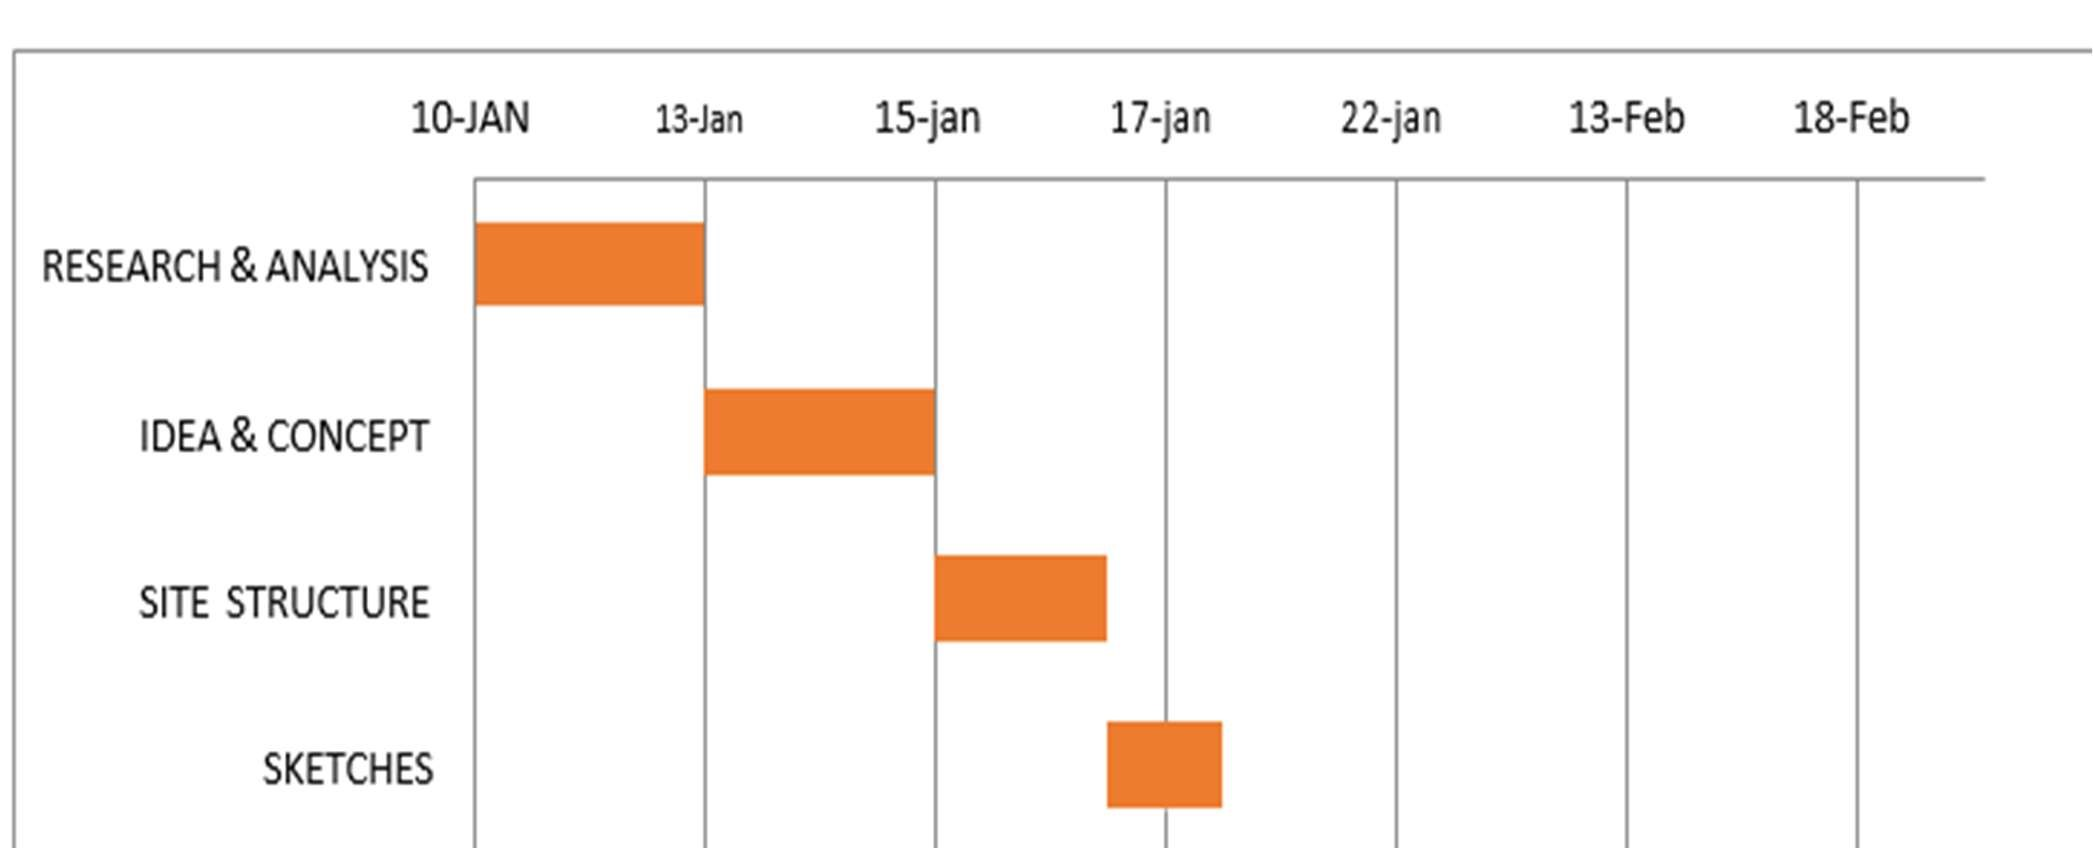 10-JAN 13-Jan 15-jan 17-jan 22-jan 13-Feb 18-Feb
RESEARCH & ANALYSIS
IDEA & CONCEPT
SITE STRUCTURE
SKETCHES